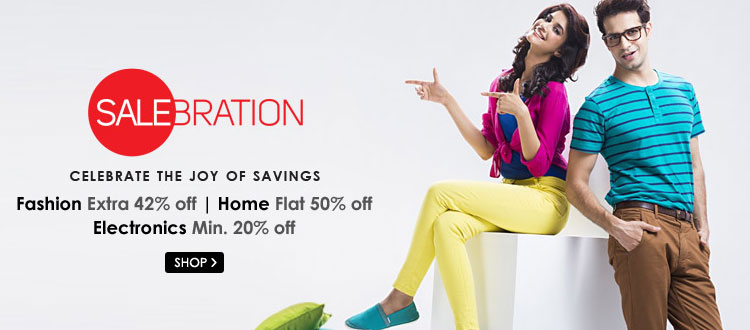 SALEBRATION
CELEBRATE THE JOY OF SAVINGS
Fashion Extra 42% off | Home Flat 50% off
Electronics Min. 20% off
SHOP >